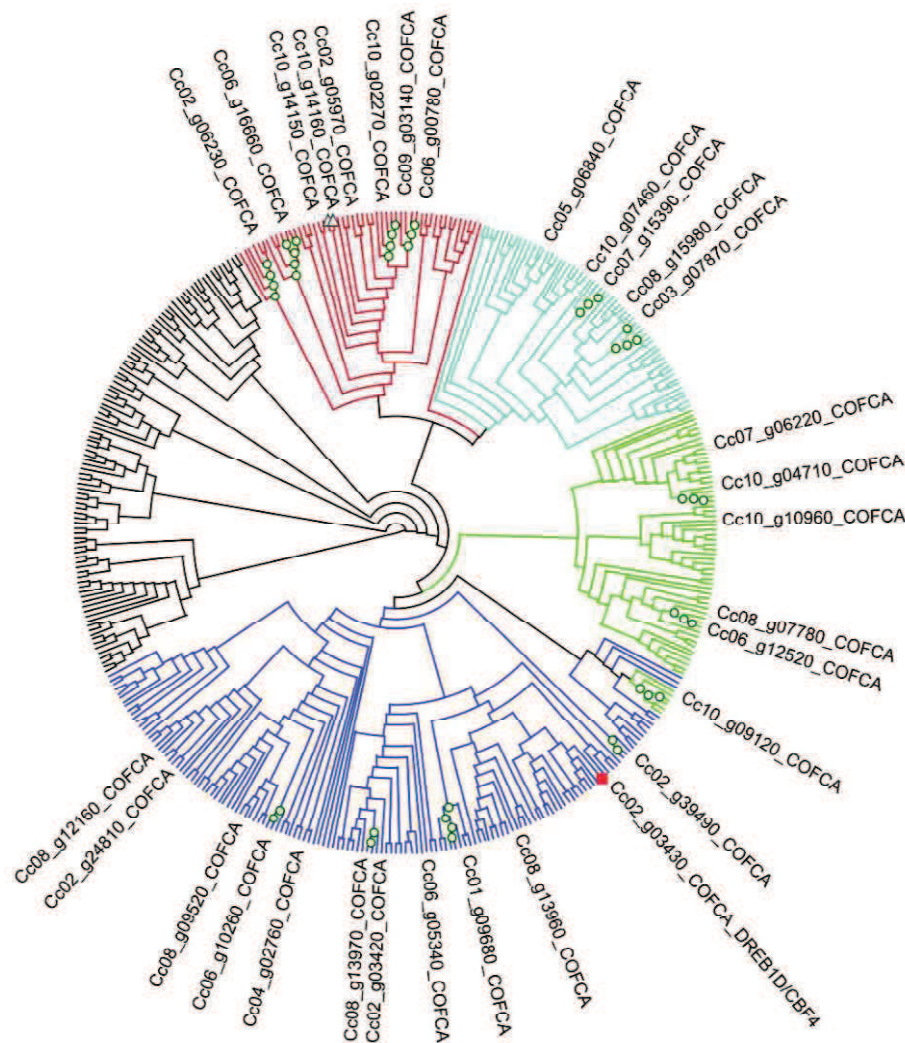 Cc02_g06230_COFCA
Cc06_g16660_COFCA
Cc10_g14150_COFCA
Cc10_g14160_COFCA
Cc02_g05970_COFCA
Cc10_g02270_COFCA
Cc09_g03140_COFCA
Cc06_g00780_COFCA
Cc05_g06840_COFCA
Cc10_g07460_COFCA
Cc07_g15390_COFCA
Cc08_g15980_COFCA
Cc03_g07870_COFCA
Cc07_g06220_COFCA
Cc10_g04710_COFCA
Cc10_g10960_COFCA
Cc08_g07780_COFCA
Cc06_g12520_COFCA
Cc10_g09120_COFCA
Cc02_g39490_COFCA
Cc02_g03430_COFCA_DREB1D/CBF4
Cc08_g13960_COFCA
Cc01_g09680_COFCA
Cc06_g05340_COFCA
Cc02_g03420_COFCA
Cc08_g13970_COFCA
Cc04_g02760_COFCA
Cc06_g10260_COFCA
Cc08_g09520_COFCA
Cc02_g24810_COFCA
Cc08_g12160_COFCA